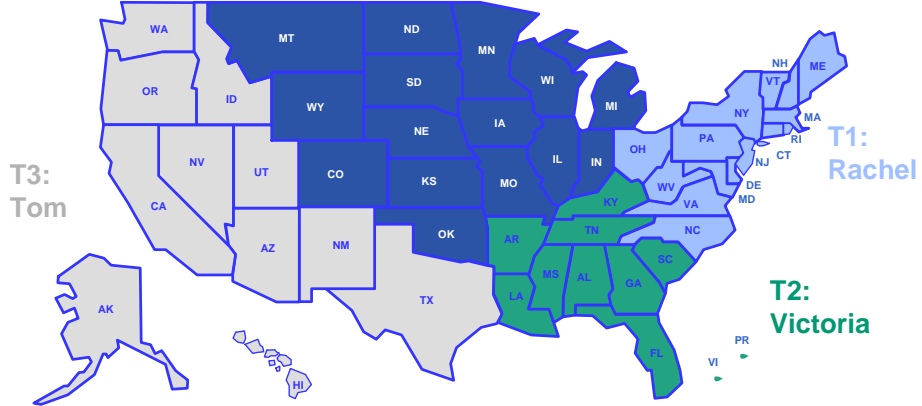 WA
MT
ND
MN
OR
ID
SD
WI
MI
NH
VT
ME
WY
NY
MA
IA
NE
PA
RI
T1:
Rachel
OH
CT
NJ
NV
UT
CO
IL
IN
KS
MO
WV
DE
MD
T3:
Tom
CA
KY
VA
NC
TN
OK
AR
AZ
NM
SC
MS
AL
GA
LA
TX
T2:
Victoria
AK
FL
PR
VI
HI